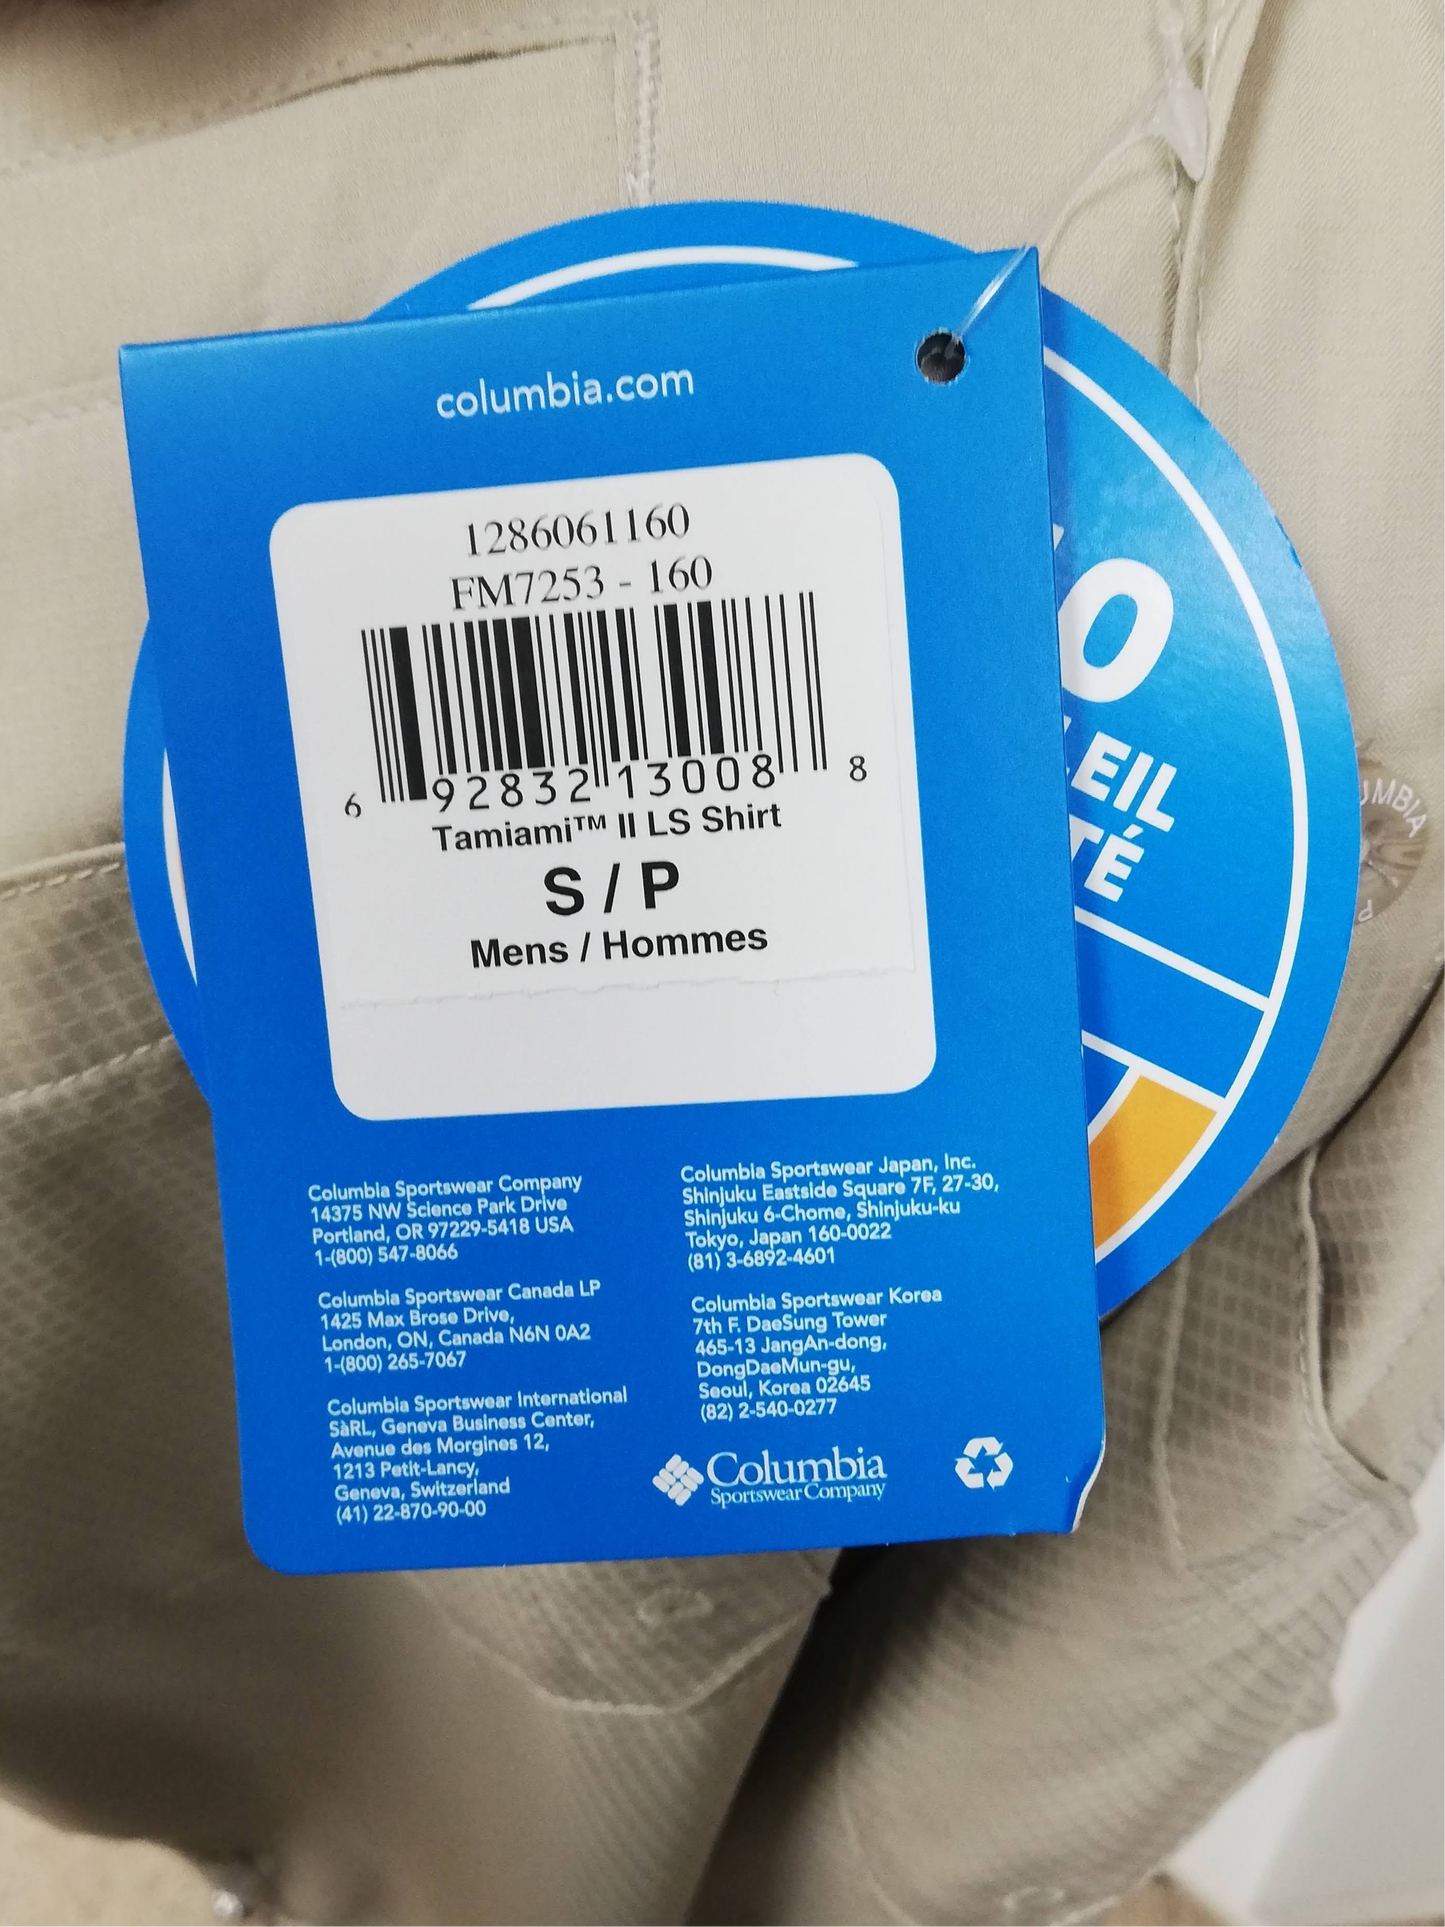 columbia.com
1286061160
FM7253 - 160
6 92832 13008 8
Tamiami™ II LS Shirt
S / P
Mens / Hommes
Columbia Sportswear Company
14375 NW Science Park Drive
Portland, OR 97229-5418 USA
1-(800) 547-8066
Columbia Sportswear Canada LP
1425 Max Brose Drive,
London, ON, Canada N6N 0A2
1-(800) 265-7067
Columbia Sportswear International
SàRL, Geneva Business Center,
Avenue des Morgines 12,
1213 Petit-Lancy,
Geneva, Switzerland
(41) 22-870-90-00
Columbia Sportswear Japan, Inc.
Shinjuku Eastside Square 7F, 27-30,
Shinjuku 6-Chome, Shinjuku-ku
Tokyo, Japan 160-0022
(81) 3-6892-4601
Columbia Sportswear Korea
7th F. DaeSung Tower
465-13 JangAn-dong,
DongDaeMun-gu,
Seoul, Korea 02645
(82) 2-540-0277
Columbia
Sportswear Company